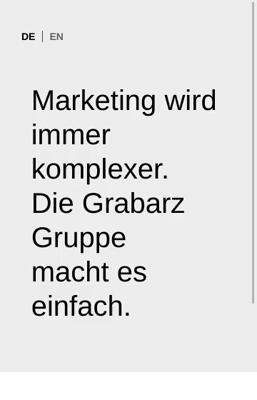 DE | EN
Marketing wird
immer
komplexer.
Die Grabarz
Gruppe
macht es
einfach.